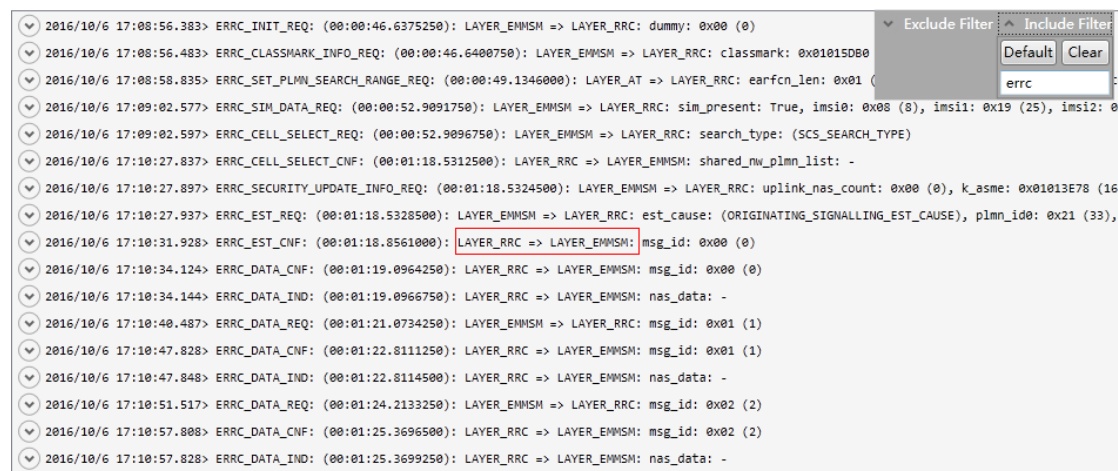 2016/10/6 17:08:56.383> ERRC_INIT_REQ: (00:00:46.6375250): LAYER_EMMSM => LAYER_RRC: dummy: 0x00 (0)
Exclude Filter Include Filter
2016/10/6 17:08:56.483> ERRC_CLASSMARK_INFO_REQ: (00:00:46.6400750): LAYER_EMMSM => LAYER_RRC: classmark: 0x01015DB0
Default Clear
2016/10/6 17:08:58.835> ERRC_SET_PLMN_SEARCH_RANGE_REQ: (00:00:49.1346000): LAYER_AT => LAYER_RRC: earfcn_len: 0x01 (
errc
2016/10/6 17:09:02.577> ERRC_SIM_DATA_REQ: (00:00:52.9091750): LAYER_EMMSM => LAYER_RRC: sim_present: True, imsi0: 0x08 (8), imsi1: 0x19 (25), imsi2: 0
2016/10/6 17:09:02.597> ERRC_CELL_SELECT_REQ: (00:00:52.9096750): LAYER_EMMSM => LAYER_RRC: search_type: (SCS_SEARCH_TYPE)
2016/10/6 17:10:27.837> ERRC_CELL_SELECT_CNF: (00:01:18.5312500): LAYER_RRC => LAYER_EMMSM: shared_nw_plmn_list: -
2016/10/6 17:10:27.897> ERRC_SECURITY_UPDATE_INFO_REQ: (00:01:18.5324500): LAYER_EMMSM => LAYER_RRC: uplink_nas_count: 0x00 (0), k_asme: 0x01013E78 (16
2016/10/6 17:10:27.937> ERRC_EST_REQ: (00:01:18.5328500): LAYER_EMMSM => LAYER_RRC: est_cause: (ORIGINATING_SIGNALLING_EST_CAUSE), plmn_id0: 0x21 (33),
2016/10/6 17:10:31.928> ERRC_EST_CNF: (00:01:18.8561000): LAYER_RRC => LAYER_EMMSM: msg_id: 0x00 (0)
2016/10/6 17:10:34.124> ERRC_DATA_CNF: (00:01:19.0964250): LAYER_RRC => LAYER_EMMSM: msg_id: 0x00 (0)
2016/10/6 17:10:34.144> ERRC_DATA_IND: (00:01:19.0966750): LAYER_RRC => LAYER_EMMSM: nas_data: -
2016/10/6 17:10:40.487> ERRC_DATA_REQ: (00:01:21.0734250): LAYER_EMMSM => LAYER_RRC: msg_id: 0x01 (1)
2016/10/6 17:10:47.828> ERRC_DATA_CNF: (00:01:22.8111250): LAYER_RRC => LAYER_EMMSM: msg_id: 0x01 (1)
2016/10/6 17:10:47.848> ERRC_DATA_IND: (00:01:22.8114500): LAYER_RRC => LAYER_EMMSM: nas_data: -
2016/10/6 17:10:51.517> ERRC_DATA_REQ: (00:01:24.2133250): LAYER_EMMSM => LAYER_RRC: msg_id: 0x02 (2)
2016/10/6 17:10:57.808> ERRC_DATA_CNF: (00:01:25.3696500): LAYER_RRC => LAYER_EMMSM: msg_id: 0x02 (2)
2016/10/6 17:10:57.828> ERRC_DATA_IND: (00:01:25.3699250): LAYER_RRC => LAYER_EMMSM: nas_data: -